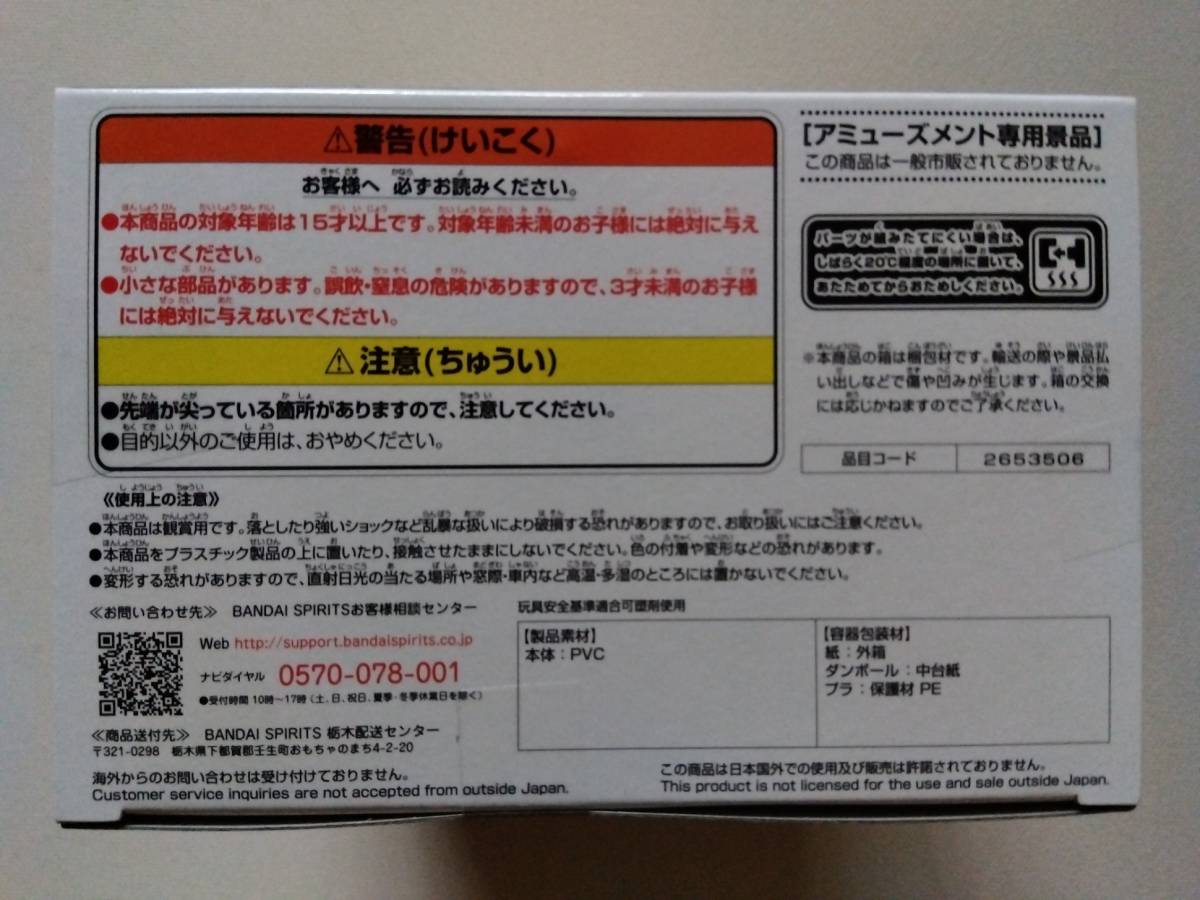 ⚠警告(けいこく)
お客様へ 必ずお読みください。
●本商品の対象年齢は15才以上です。対象年齢未満のお子様には絶対に与え
ないでください。
●小さな部品があります。誤飲・窒息の危険がありますので、3才未満のお子様
には絶対に与えないでください。
⚠注意(ちゅうい)
●先端が尖っている箇所がありますので、注意してください。
●目的以外のご使用は、おやめください。
【アミューズメント専用景品】
この商品は一般市販されておりません。
パーツが組みたてにくい場合は、
しばらく20℃程度の場所に置いて、
あたためてからおためしください。
※本商品の箱は梱包材です。輸送の際や景品払
い出しなどで傷や凹みが生じます。箱の交換
には応じかねますのでご了承ください。
品目コード 2653506
《使用上の注意》
●本商品は観賞用です。落としたり強いショックなど乱暴な扱いにより破損する恐れがありますので、お取り扱いにはご注意ください。
●本商品をプラスチック製品の上に置いたり、接触させたままにしないでください。色の付着や変形などの恐れがあります。
●変形する恐れがありますので、直射日光の当たる場所や窓際・車内など高温・多湿のところには置かないでください。
≪お問い合わせ先≫ BANDAI SPIRITSお客様相談センター
Web http://support.bandaispirits.co.jp
ナビダイヤル 0570-078-001
●受付時間 10時〜17時(土、日、祝日、夏季・冬季休業日を除く)
≪商品送付先≫ BANDAI SPIRITS 栃木配送センター
〒321-0298 栃木県下都賀郡壬生町おもちゃのまち4-2-20
海外からのお問い合わせは受け付けておりません。
Customer service inquiries are not accepted from outside Japan.
玩具安全基準適合可塑剤使用
【製品素材】
本体:PVC
【容器包装材】
紙:外箱
ダンボール:中台紙
プラ:保護材 PE
この商品は日本国外での使用及び販売は許諾されておりません。
This product is not licensed for the use and sale outside Japan.